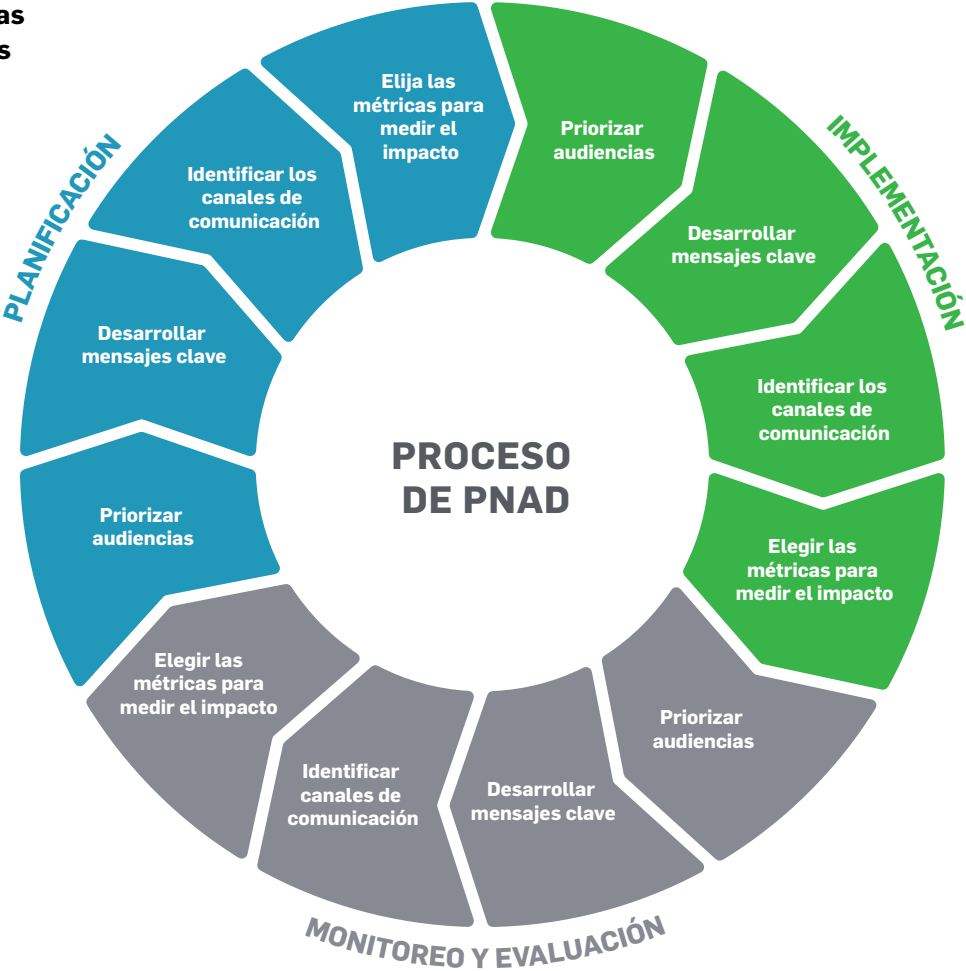 as
s
PLANIFICACIÓN
Priorizar
audiencias
Desarrollar
mensajes clave
Identificar los
canales de
comunicación
Elija las
métricas para
medir el
impacto
IMPLEMENTACIÓN
Priorizar
audiencias
Desarrollar
mensajes clave
Identificar los
canales de
comunicación
Elegir las
métricas para
medir el impacto
MONITOREO Y EVALUACIÓN
Priorizar
audiencias
Desarrollar
mensajes clave
Identificar
canales de
comunicación
Elegir las
métricas para
medir el impacto
PROCESO
DE PNAD